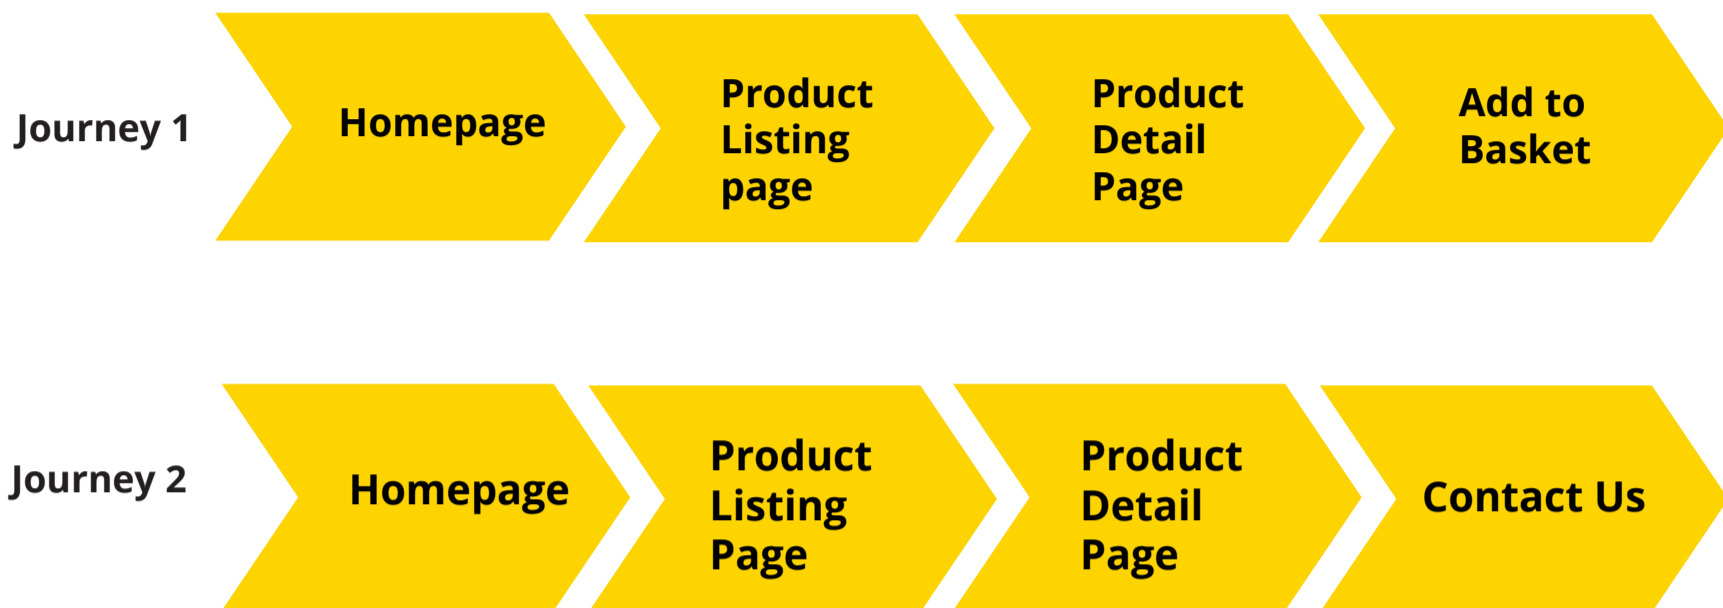 Journey 1
Homepage
Product
Listing
page
Product
Detail
Page
Add to
Basket
Journey 2
Homepage
Product
Listing
Page
Product
Detail
Page
Contact Us